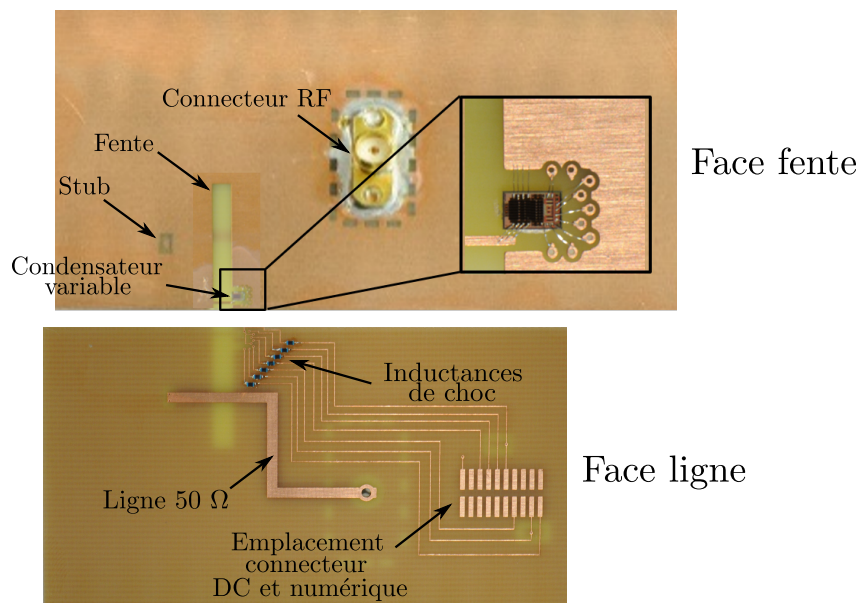 Connecteur RF
Fente
Stub
Condensateur
variable
Face fente
Inductances
de choc
Ligne 50 Ω
Emplacement
connecteur
DC et numérique
Face ligne